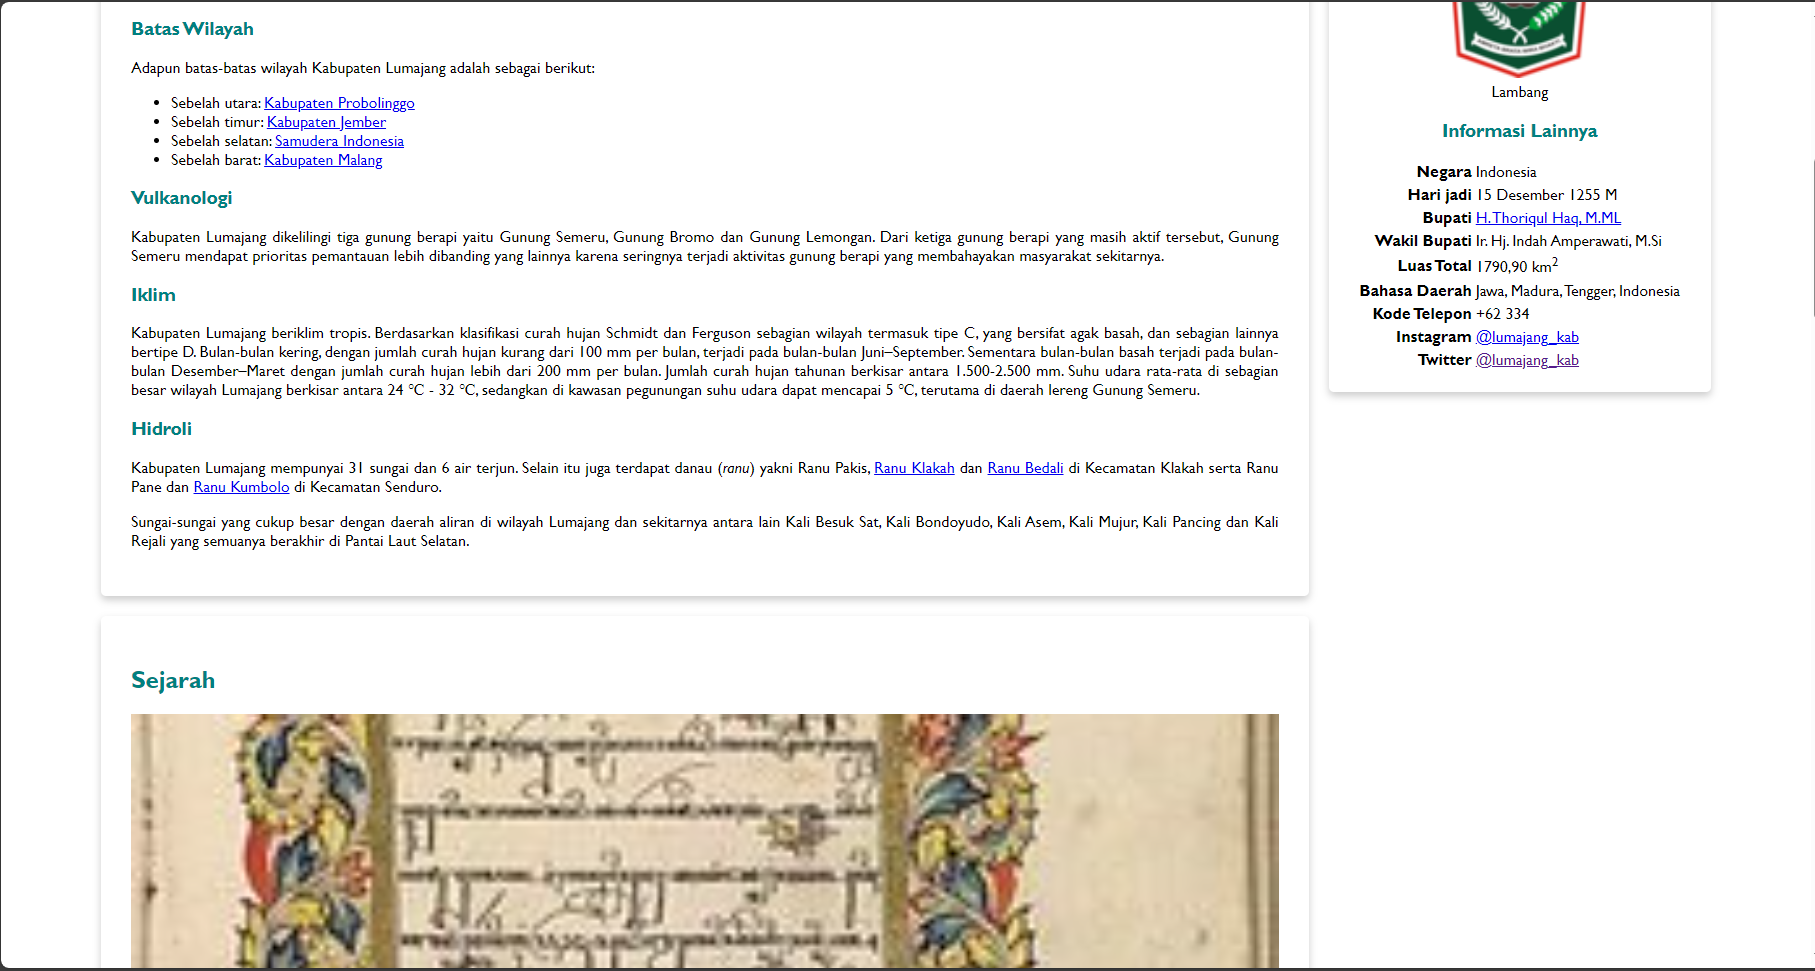 Batas Wilayah
Adapun batas-batas wilayah Kabupaten Lumajang adalah sebagai berikut:
Sebelah utara: Kabupaten Probolinggo
Sebelah timur: Kabupaten Jember
Sebelah selatan: Samudera Indonesia
Sebelah barat: Kabupaten Malang
Vulkanologi
Kabupaten Lumajang dikelilingi tiga gunung berapi yaitu Gunung Semeru, Gunung Bromo dan Gunung Lemongan. Dari ketiga gunung berapi yang masih aktif tersebut, Gunung
Semeru mendapat prioritas pemantauan lebih dibanding yang lainnya karena seringnya terjadi aktivitas gunung berapi yang membahayakan masyarakat sekitarnya.
Iklim
Kabupaten Lumajang beriklim tropis. Berdasarkan klasifikasi curah hujan Schmidt dan Ferguson sebagian wilayah termasuk tipe C, yang bersifat agak basah, dan sebagian lainnya
bertipe D. Bulan-bulan kering, dengan jumlah curah hujan kurang dari 100 mm per bulan, terjadi pada bulan-bulan Juni–September. Sementara bulan-bulan basah terjadi pada bulan-
bulan Desember–Maret dengan jumlah curah hujan lebih dari 200 mm per bulan. Jumlah curah hujan tahunan berkisar antara 1.500-2.500 mm. Suhu udara rata-rata di sebagian
besar wilayah Lumajang berkisar antara 24 °C - 32 °C, sedangkan di kawasan pegunungan suhu udara dapat mencapai 5 °C, terutama di daerah lereng Gunung Semeru.
Hidroli
Kabupaten Lumajang mempunyai 31 sungai dan 6 air terjun. Selain itu juga terdapat danau (ranu) yakni Ranu Pakis, Ranu Klakah dan Ranu Bedali di Kecamatan Klakah serta Ranu
Pane dan Ranu Kumbolo di Kecamatan Senduro.
Sungai-sungai yang cukup besar dengan daerah aliran di wilayah Lumajang dan sekitarnya antara lain Kali Besuk Sat, Kali Bondoyudo, Kali Asem, Kali Mujur, Kali Pancing dan Kali
Rejali yang semuanya berakhir di Pantai Laut Selatan.
Sejarah
Lambang
Informasi Lainnya
Negara Indonesia
Hari jadi 15 Desember 1255 M
Bupati H. Thoriqul Haq, M.ML
Wakil Bupati Ir. Hj. Indah Amperawati, M.Si
Luas Total 1790,90 km²
Bahasa Daerah Jawa, Madura, Tengger, Indonesia
Kode Telepon +62 334
Instagram @lumajang_kab
Twitter @lumajang_kab